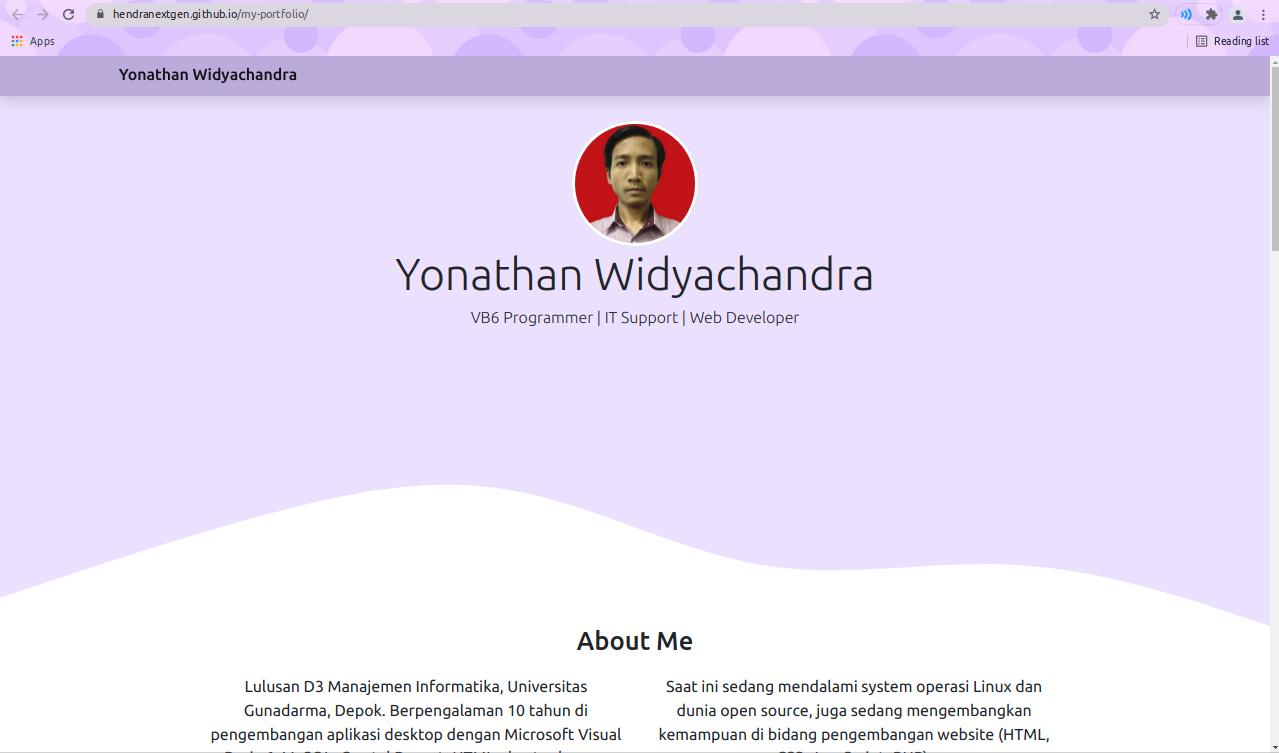 hendranextgen.github.io/my-portfolio/
Apps
Reading list
Yonathan Widyachandra
Yonathan Widyachandra
VB6 Programmer | IT Support | Web Developer
About Me
Lulusan D3 Manajemen Informatika, Universitas
Gunadarma, Depok. Berpengalaman 10 tahun di
pengembangan aplikasi desktop dengan Microsoft Visual
Saat ini sedang mendalami system operasi Linux dan
dunia open source, juga sedang mengembangkan
kemampuan di bidang pengembangan website (HTML,